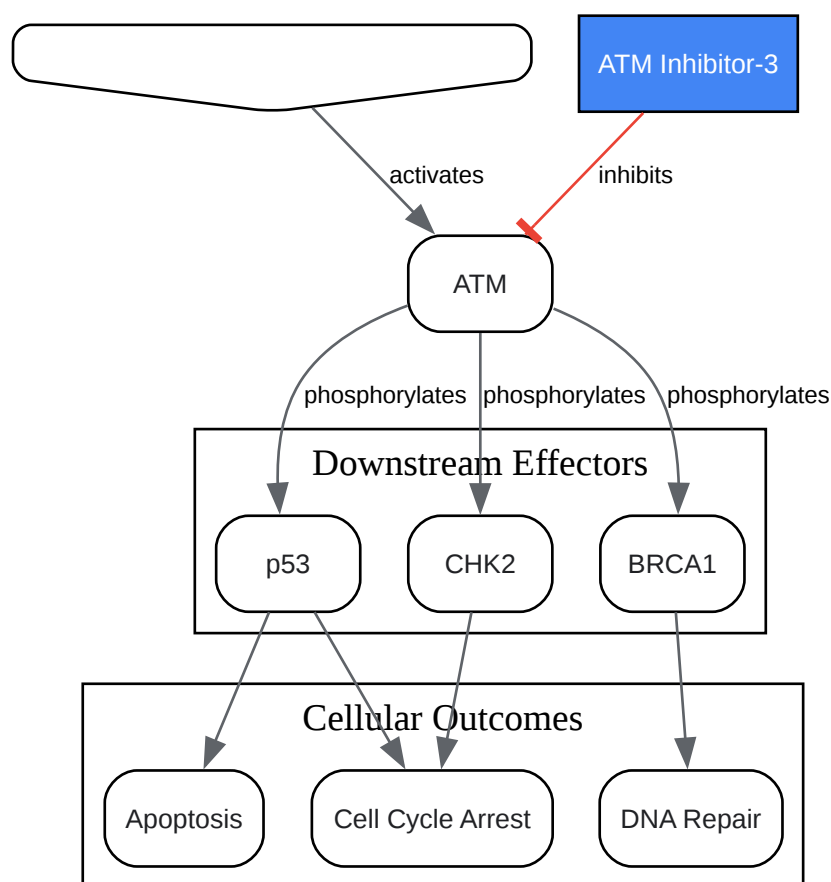 ATM Inhibitor-3
activates
inhibits
ATM
phosphorylates
phosphorylates
phosphorylates
Downstream Effectors
p53
CHK2
BRCA1
Cellular Outcomes
Apoptosis
Cell Cycle Arrest
DNA Repair